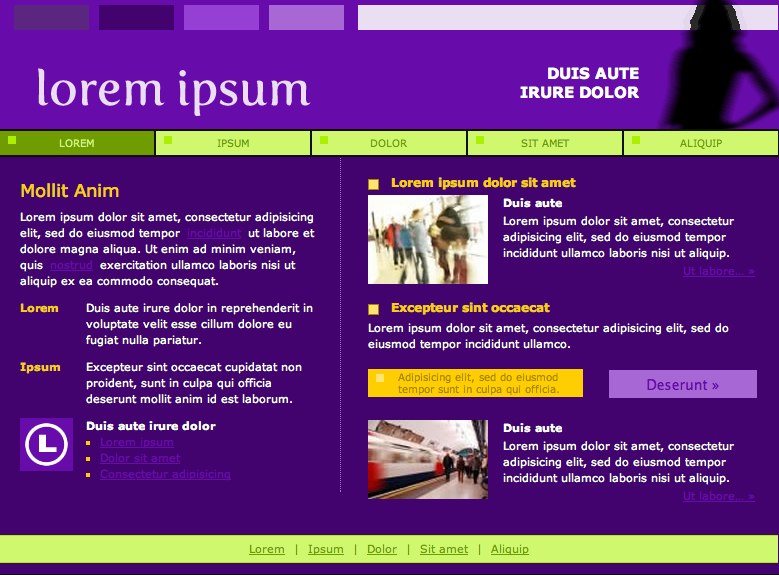 lorem ipsum
DUIS AUTE
IRURE DOLOR
LOREM
IPSUM
DOLOR
SIT AMET
ALIQUIP
Mollit Anim
Lorem ipsum dolor sit amet, consectetur adipisicing
elit, sed do eiusmod tempor incididunt ut labore et
dolore magna aliqua. Ut enim ad minim veniam,
quis nostrud exercitation ullamco laboris nisi ut
aliquip ex ea commodo consequat.
Lorem
Duis aute irure dolor in reprehenderit in
voluptate velit esse cillum dolore eu
fugiat nulla pariatur.
Ipsum
Excepteur sint occaecat cupidatat non
proident, sunt in culpa qui officia
deserunt mollit anim id est laborum.
L
Duis aute irure dolor
Lorem ipsum
Dolor sit amet
Consectetur adipisicing
Lorem ipsum dolor sit amet
Duis aute
Lorem ipsum dolor sit amet, consectetur
adipisicing elit, sed do eiusmod tempor
incididunt ullamco laboris nisi ut aliquip.
Ut labore... »
Excepteur sint occaecat
Lorem ipsum dolor sit amet, consectetur adipisicing elit, sed do
eiusmod tempor incididunt ullamco.
Adipisicing elit, sed do eiusmod
tempor sunt in culpa qui officia.
Deserunt »
Duis aute
Lorem ipsum dolor sit amet, consectetur
adipisicing elit, sed do eiusmod tempor
incididunt ullamco laboris nisi ut aliquip.
Ut labore... »
Lorem | Ipsum | Dolor | Sit amet | Aliquip